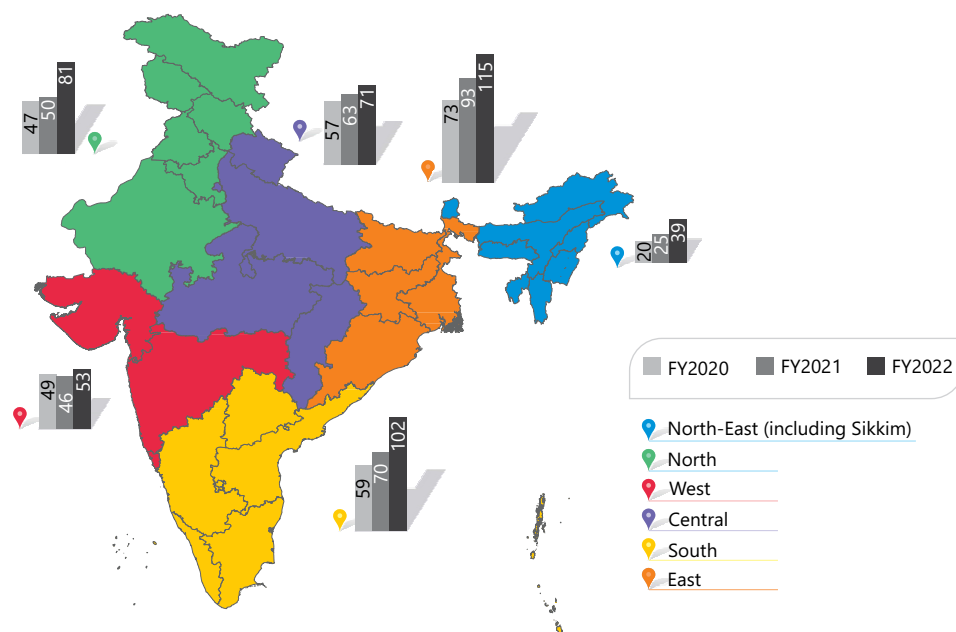 47
50
81
57
63
71
73
93
115
20
25
39
49
46
53
59
70
102
FY2020
FY2021
FY2022
North-East (including Sikkim)
North
West
Central
South
East